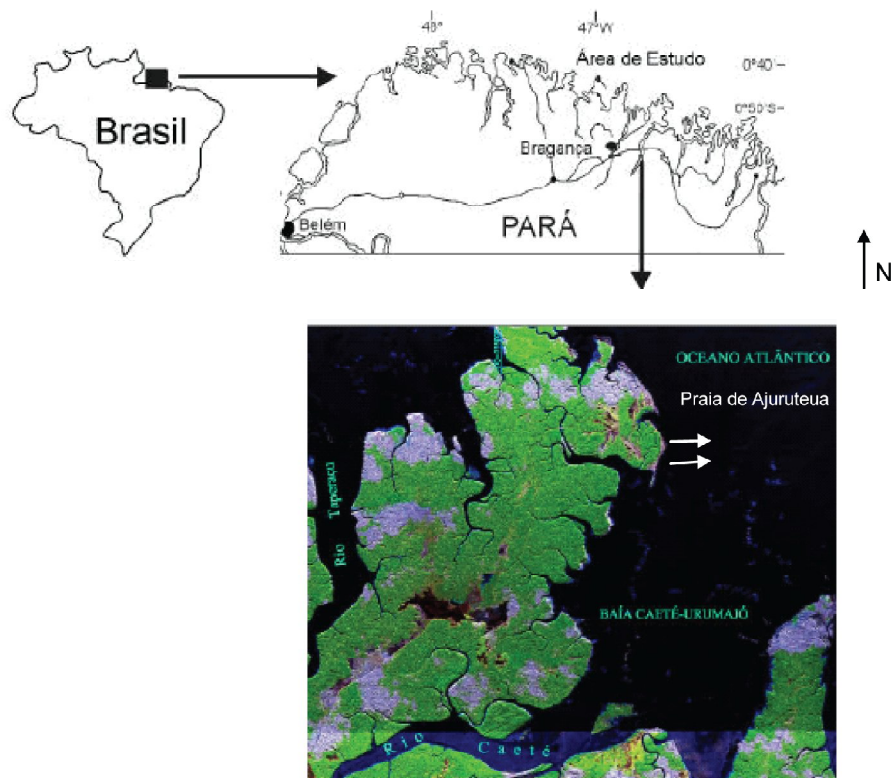 48°
47°W
Área de Estudo
0°40'
0°50'S
Brasil
Bragança
Belém
PARÁ
N
OCEANO ATLÂNTICO
Praia de Ajuruteua
Rio Taperaçu
BAÍA CAETÉ-URUMAJÓ
Rio Caeté